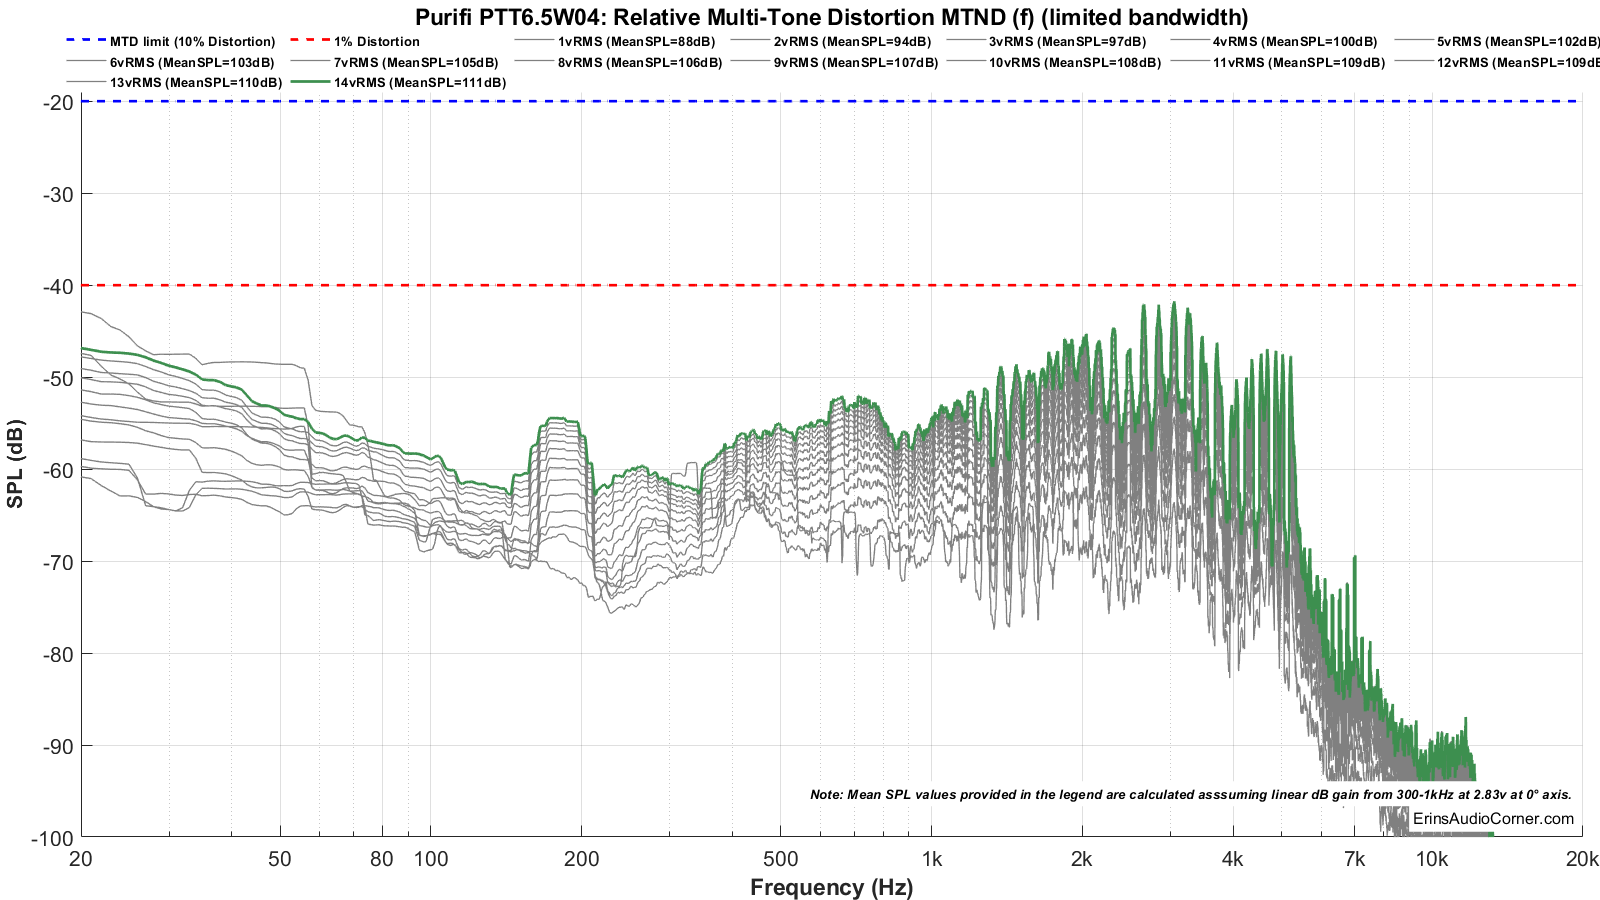 Purifi PTT6.5W04: Relative Multi-Tone Distortion MTND (f) (limited bandwidth)
MTD limit (10% Distortion) 1% Distortion 1vRMS (MeanSPL=88dB) 2vRMS (MeanSPL=94dB) 3vRMS (MeanSPL=97dB) 4vRMS (MeanSPL=100dB) 5vRMS (MeanSPL=102dB)
6vRMS (MeanSPL=103dB) 7vRMS (MeanSPL=105dB) 8vRMS (MeanSPL=106dB) 9vRMS (MeanSPL=107dB) 10vRMS (MeanSPL=108dB) 11vRMS (MeanSPL=109dB) 12vRMS (MeanSPL=109dB
13vRMS (MeanSPL=110dB) 14vRMS (MeanSPL=111dB)
-20
-30
-40
-50
-60
-70
-80
-90
-100
SPL (dB)
Note: Mean SPL values provided in the legend are calculated asssuming linear dB gain from 300-1kHz at 2.83v at 0° axis.
ErinsAudioCorner.com
20 50 80 100 200 500 1k 2k 4k 7k 10k 20k
Frequency (Hz)